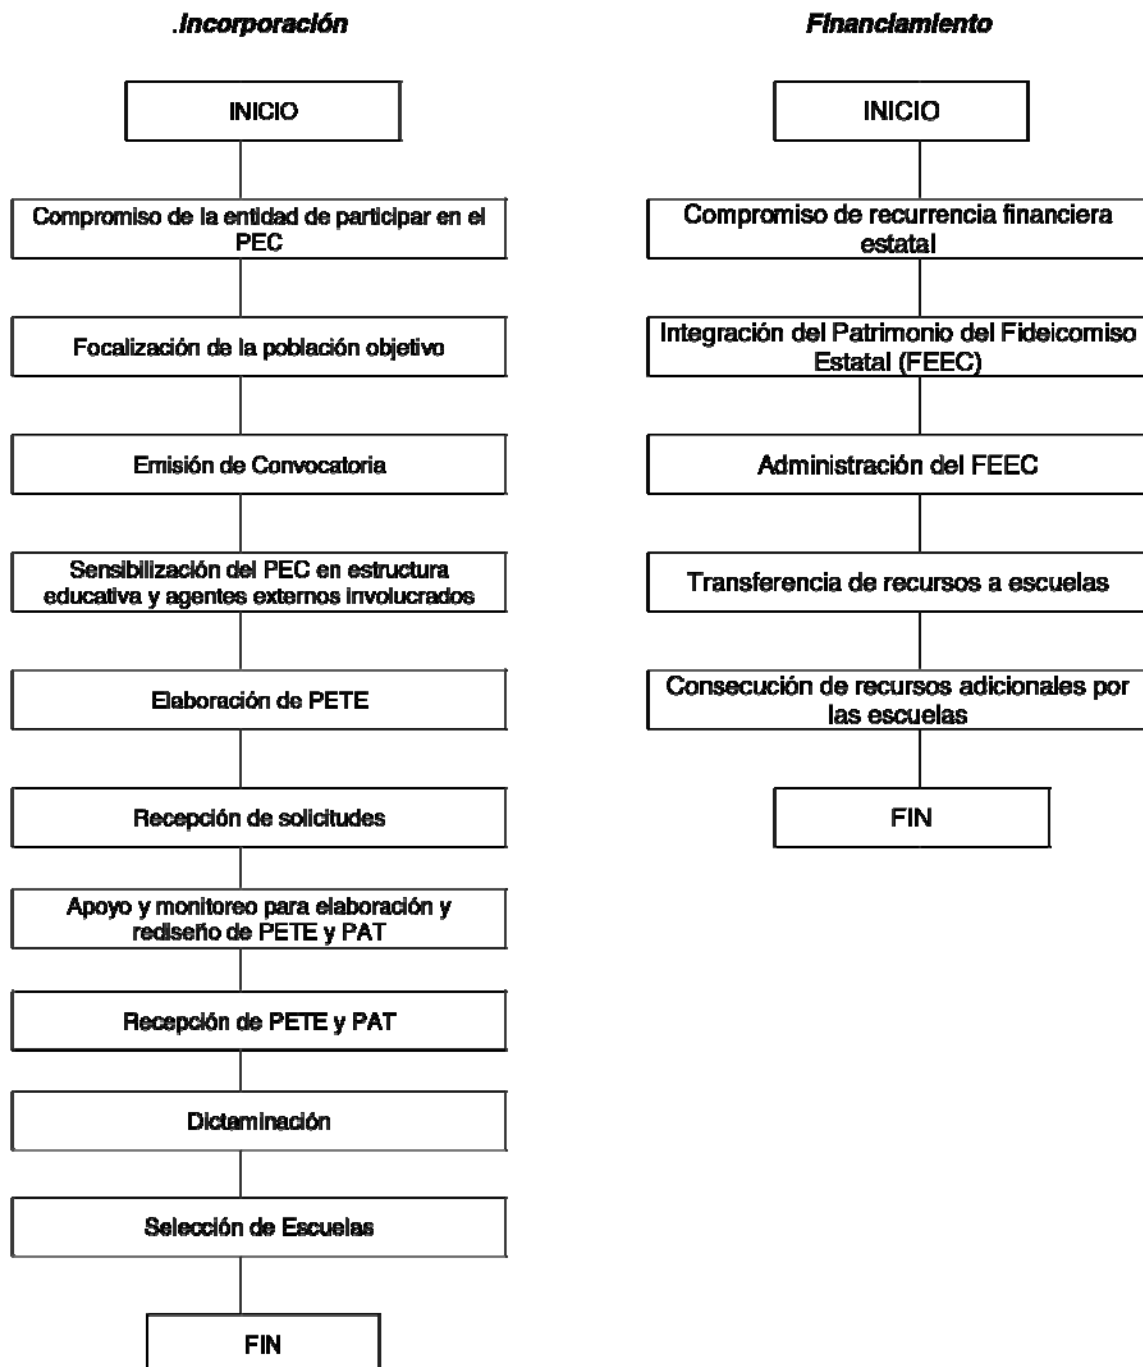 .Incorporación
INICIO
Compromiso de la entidad de participar en el
PEC
Focalización de la población objetivo
Emisión de Convocatoria
Sensibilización del PEC en estructura
educativa y agentes externos involucrados
Elaboración de PETE
Recepción de solicitudes
Apoyo y monitoreo para elaboración y
rediseño de PETE y PAT
Recepción de PETE y PAT
Dictaminación
Selección de Escuelas
FIN
Financiamiento
INICIO
Compromiso de recurrencia financiera
estatal
Integración del Patrimonio del Fideicomiso
Estatal (FEEC)
Administración del FEEC
Transferencia de recursos a escuelas
Consecución de recursos adicionales por
las escuelas
FIN